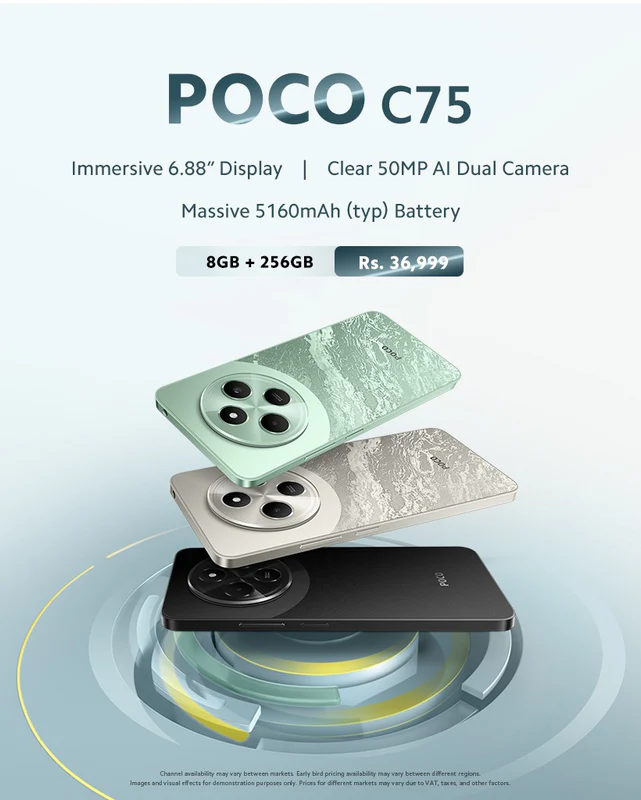 POCO C75
Immersive 6.88” Display | Clear 50MP AI Dual Camera
Massive 5160mAh (typ) Battery
8GB + 256GB Rs. 36,999
POCO
POCO
POCO
Channel availability may vary between markets. Early bird pricing availability may vary between different regions.
Images and visual effects for demonstration purposes only. Prices for different markets may vary due to VAT, taxes, and other factors.